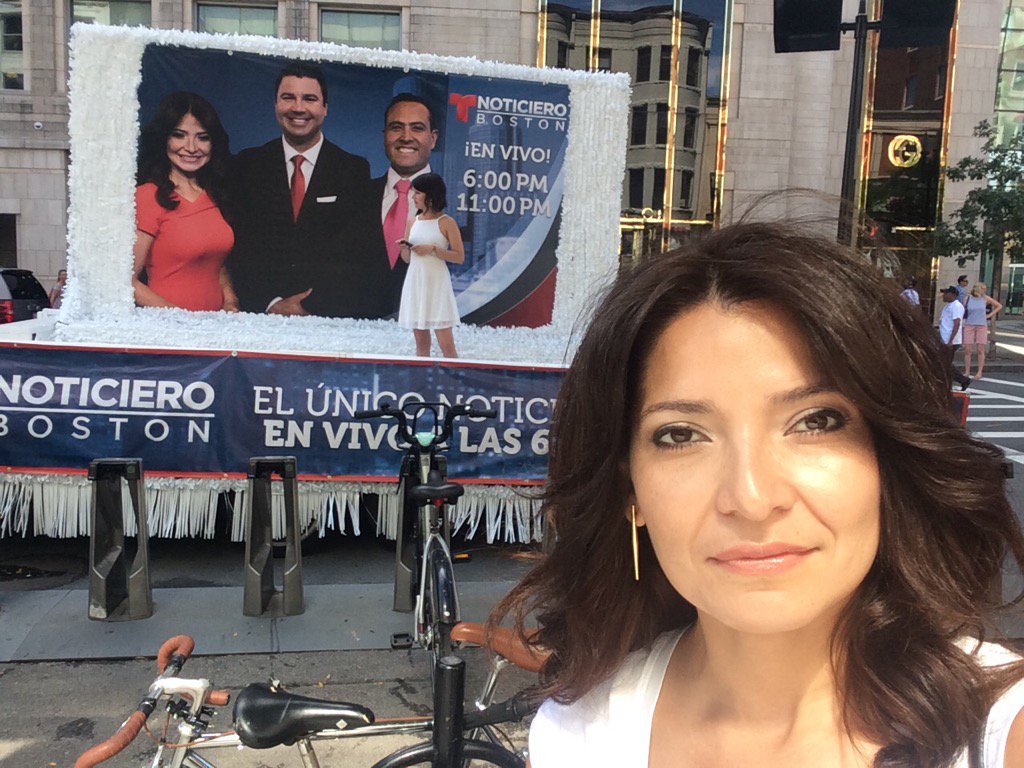 NOTICIERO
BOSTON
¡EN VIVO!
6:00 PM
11:00 PM
NOTICIERO
BOSTON
EL ÚNICO NOTICI
EN VIVO LAS 6